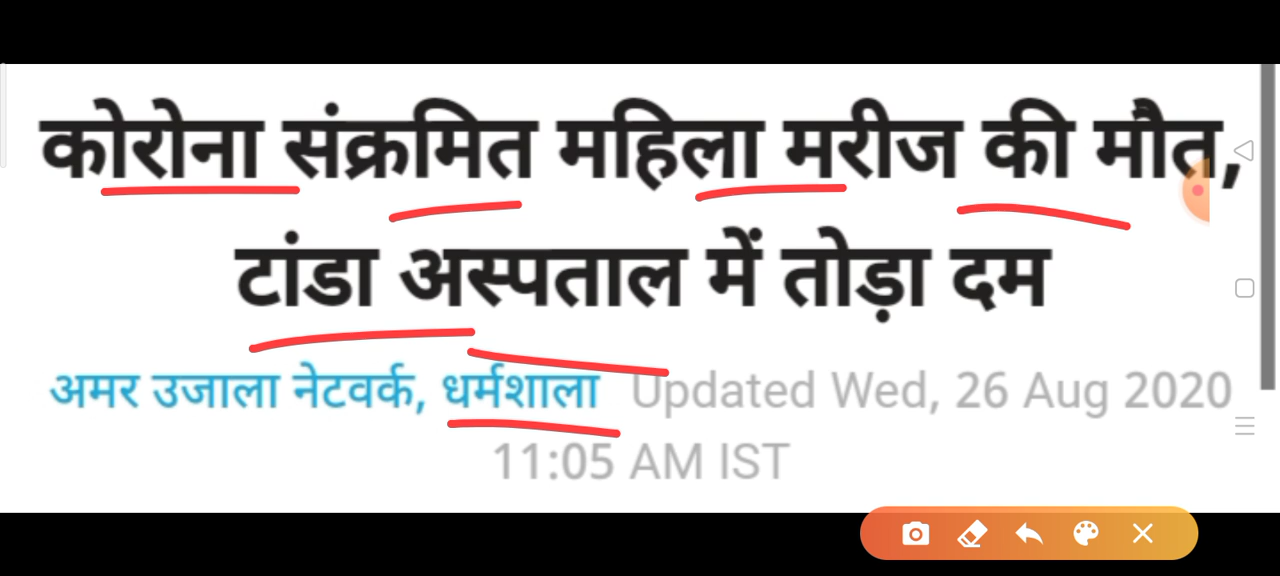 कोरोना संक्रमित महिला मरीज की मौत,
टांडा अस्पताल में तोड़ा दम
अमर उजाला नेटवर्क, धर्मशाला Updated Wed, 26 Aug 2020
11:05 AM IST